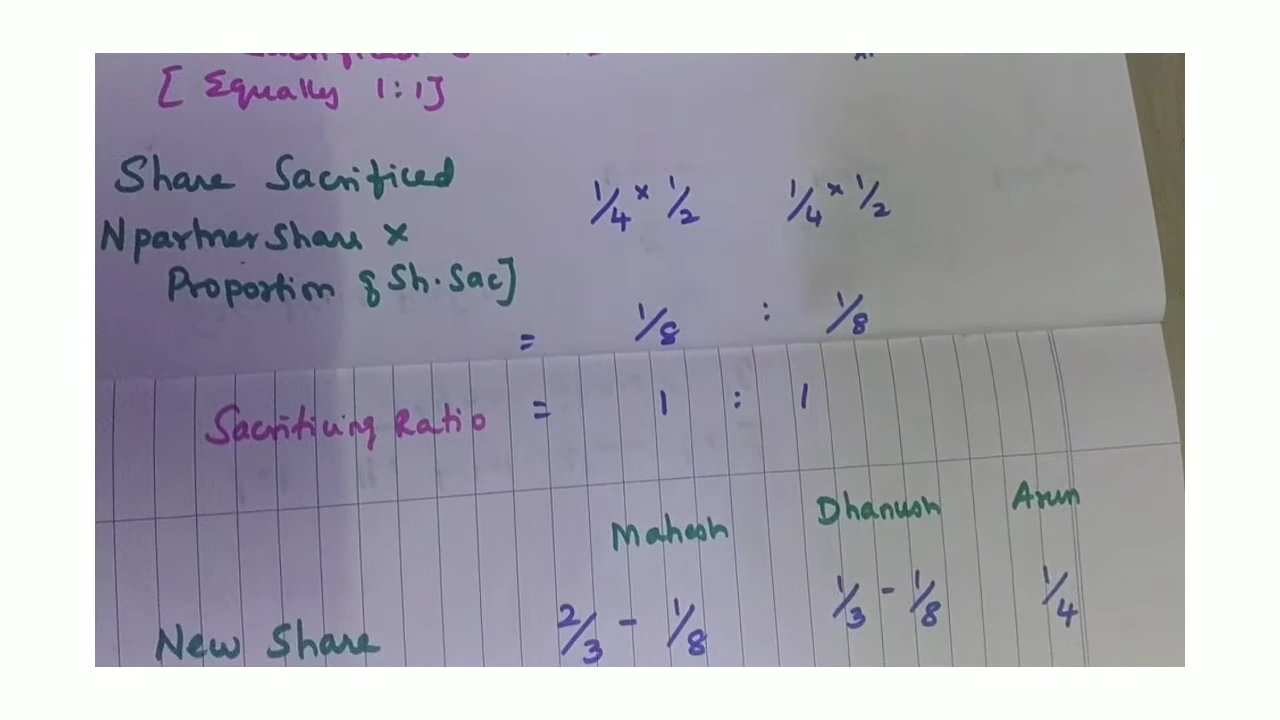 [ Equally 1:1]
Share Sacrificed 1/4 x 1/2 1/4 x 1/2
N partner share x
Proportion of Sh. Sac]
= 1/8 : 1/8
Sacrificing Ratio = 1 : 1
Mahesh Dhanush Arun
New Share 2/3 - 1/8 1/3 - 1/8 1/4